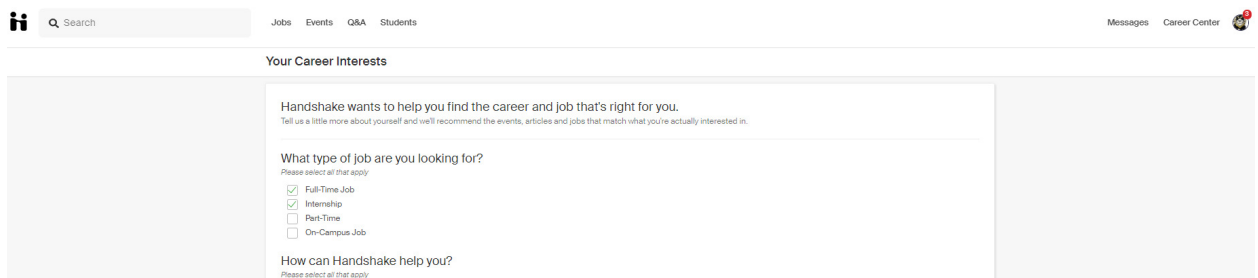 Search
Jobs Events Q&A Students
Messages Career Center
3
Your Career Interests
Handshake wants to help you find the career and job that's right for you.
Tell us a little more about yourself and we'll recommend the events, articles and jobs that match what you're actually interested in.
What type of job are you looking for?
Please select all that apply
Full-Time Job
Internship
Part-Time
On-Campus Job
How can Handshake help you?
Please select all that apply